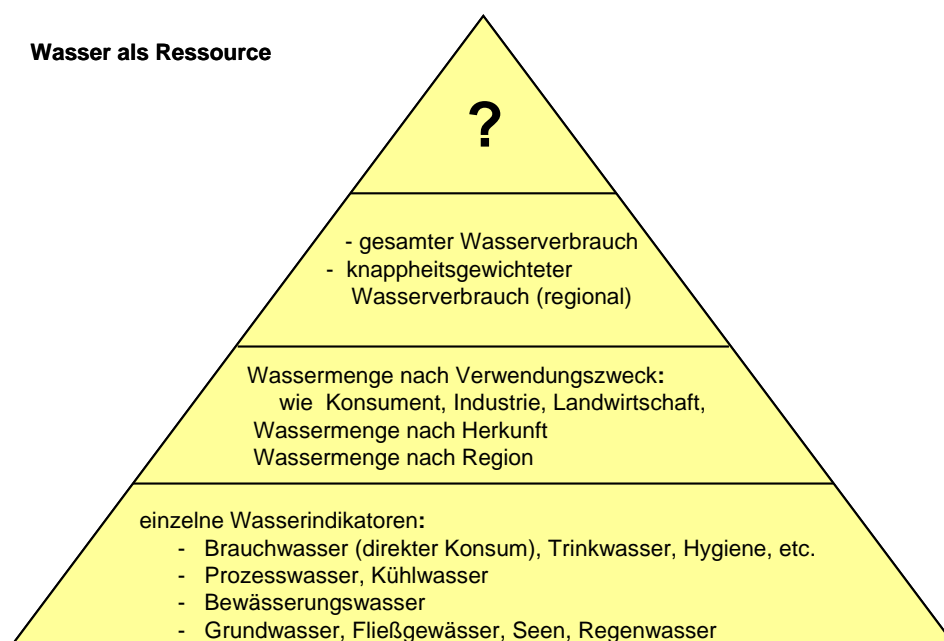 Wasser als Ressource
?
- gesamter Wasserverbrauch
- knappheitsgewichteter
Wasserverbrauch (regional)
Wassermenge nach Verwendungszweck:
wie Konsument, Industrie, Landwirtschaft,
Wassermenge nach Herkunft
Wassermenge nach Region
einzelne Wasserindikatoren:
- Brauchwasser (direkter Konsum), Trinkwasser, Hygiene, etc.
- Prozesswasser, Kühlwasser
- Bewässerungswasser
- Grundwasser, Fließgewässer, Seen, Regenwasser